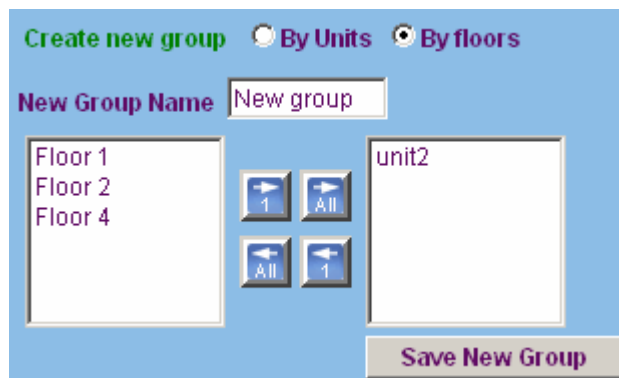 Create new group By Units By floors
New Group Name New group
Floor 1
Floor 2
Floor 4
1 All
All 1
unit2
Save New Group